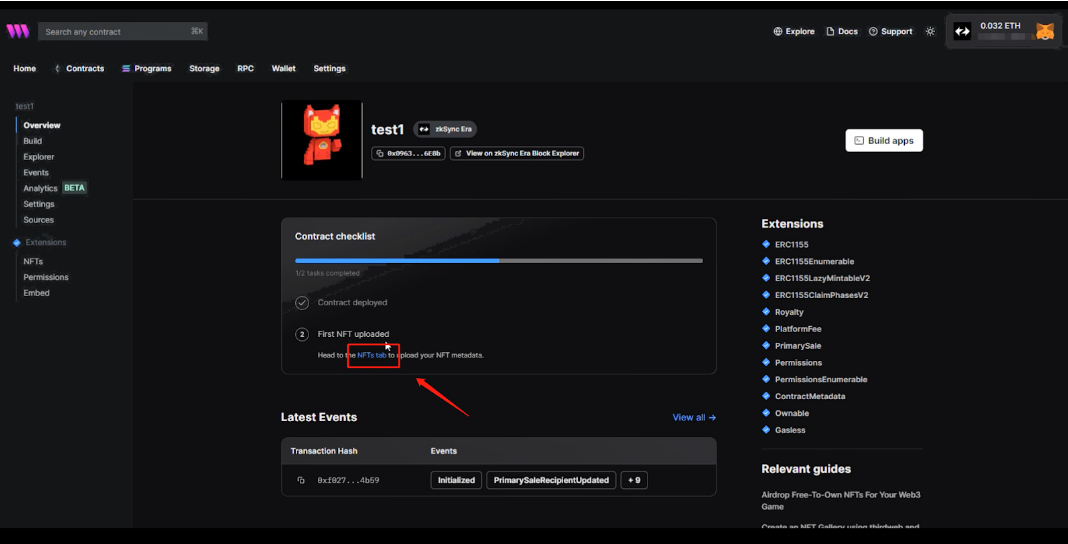 Search any contract ⌘K
Explore Docs Support 0.032 ETH
Home Contracts Programs Storage RPC Wallet Settings
test1
Overview
Build
Explorer
Events
Analytics BETA
Settings
Sources
Extensions
NFTs
Permissions
Embed
test1 zkSync Era
0x0963...6E0b View on zkSync Era Block Explorer
Build apps
Contract checklist
1/2 tasks completed
Contract deployed
2 First NFT uploaded
Head to the NFTs tab to upload your NFT metadata.
Latest Events View all →
Transaction Hash Events
0xf027...4b59 Initialized PrimarySaleRecipientUpdated + 9
Extensions
ERC1155
ERC1155Enumerable
ERC1155LazyMintableV2
ERC1155ClaimPhasesV2
Royalty
PlatformFee
PrimarySale
Permissions
PermissionsEnumerable
ContractMetadata
Ownable
Gasless
Relevant guides
Airdrop Free-To-Own NFTs For Your Web3
Game
Create an NFT Gallery using thirdweb and